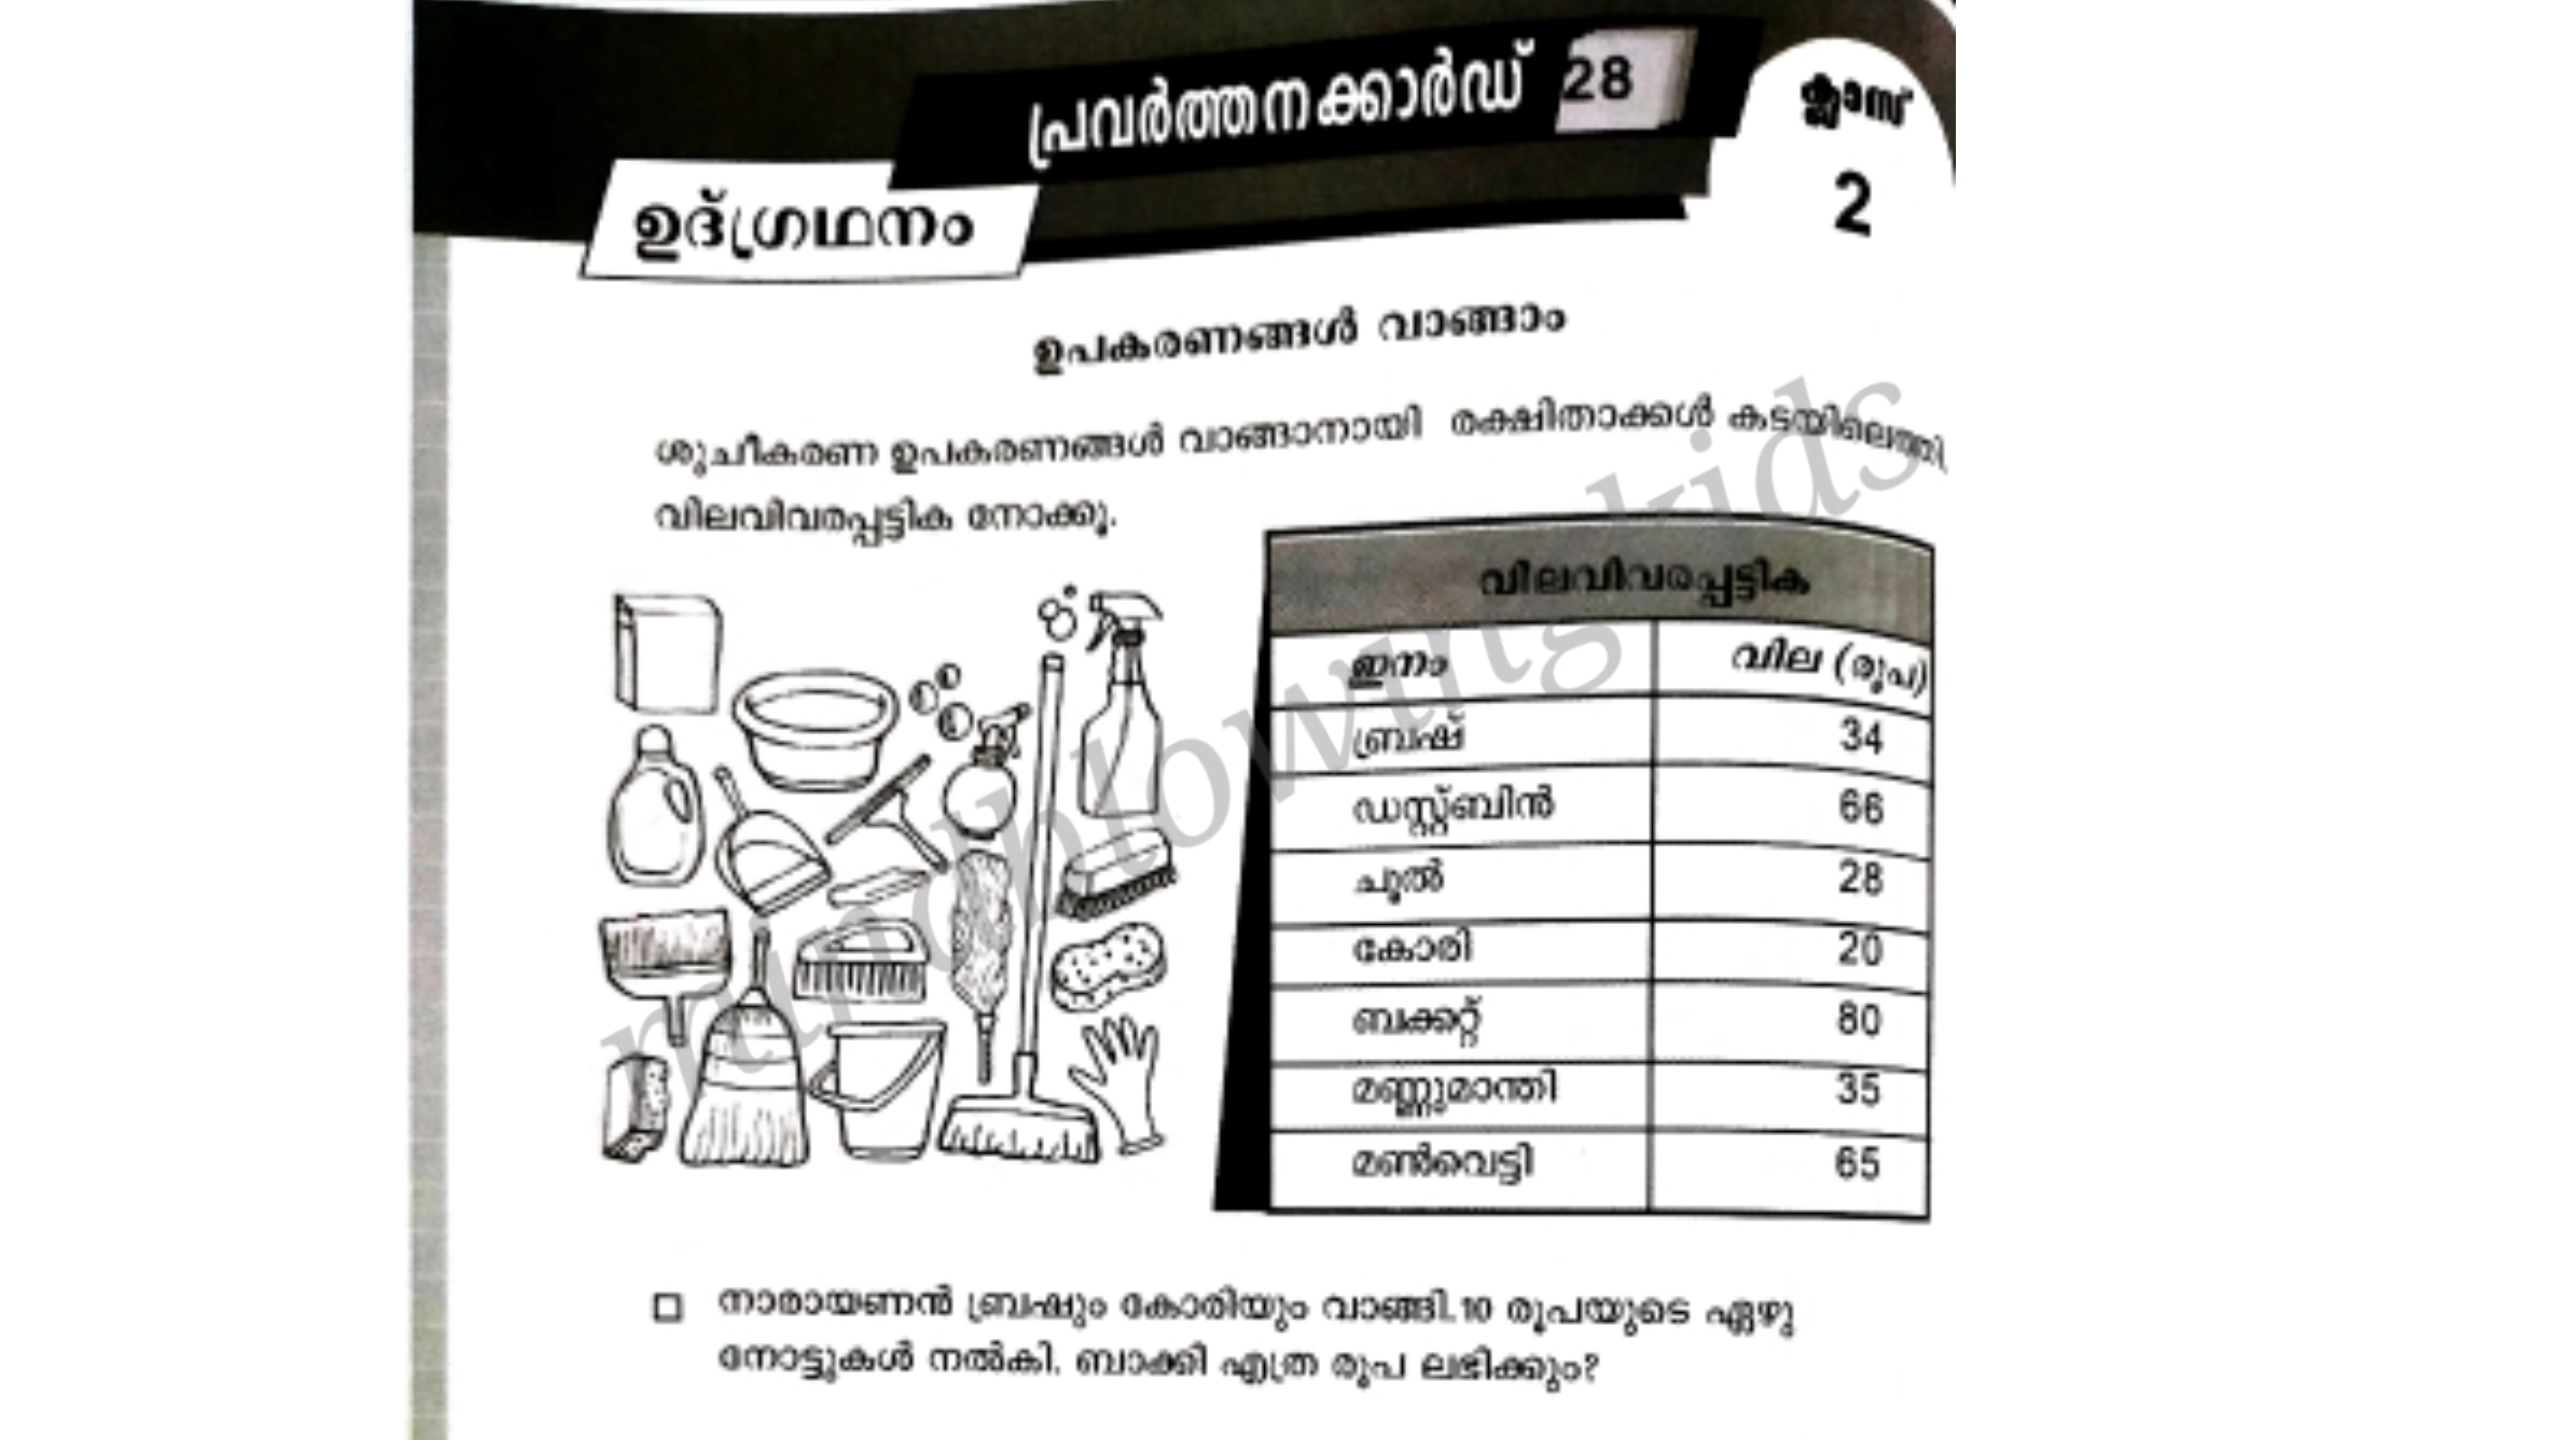 പ്രവർത്തനക്കാർഡ് 28
ക്ലാസ്
2
ഉദ്ഗ്രഥനം
ഉപകരണങ്ങൾ വാങ്ങാം
ശുചീകരണ ഉപകരണങ്ങൾ വാങ്ങാനായി രക്ഷിതാക്കൾ കടയിലെത്തി.
വിലവിവരപ്പട്ടിക നോക്കൂ.
വിലവിവരപ്പട്ടിക
ഇനം വില (രൂപ)
ബ്രഷ് 34
ഡസ്റ്റ്ബിൻ 66
ചൂൽ 28
കോരി 20
ബക്കറ്റ് 80
മണ്ണുമാന്തി 35
മൺവെട്ടി 65
നാരായണൻ ബ്രഷും കോരിയും വാങ്ങി. 10 രൂപയുടെ ഏഴു
നോട്ടുകൾ നൽകി. ബാക്കി എത്ര രൂപ ലഭിക്കും?
mindblowingkids